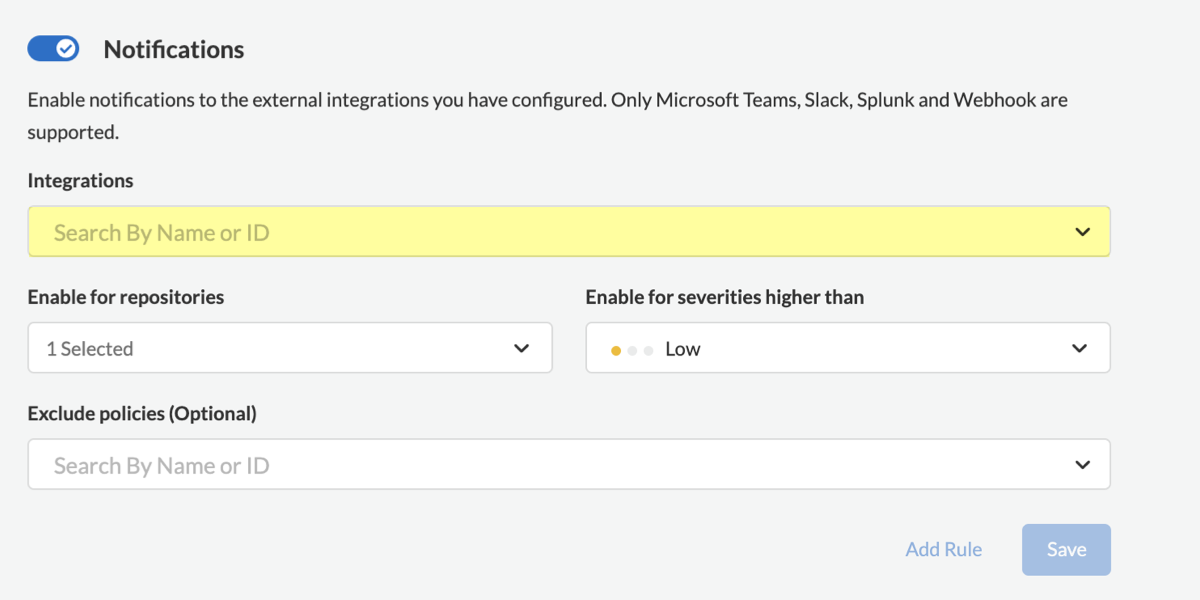 Notifications
Enable notifications to the external integrations you have configured. Only Microsoft Teams, Slack, Splunk and Webhook are
supported.
Integrations
Search By Name or ID
Enable for repositories
Enable for severities higher than
1 Selected
Low
Exclude policies (Optional)
Search By Name or ID
Add Rule
Save